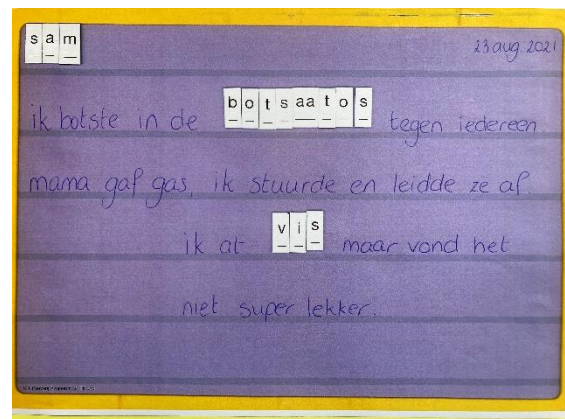 sam 23 aug. 2021
ik botste in de botsaatos tegen iedereen
mama gaf gas, ik stuurde en leidde ze af
ik at vis maar vond het
niet super lekker.